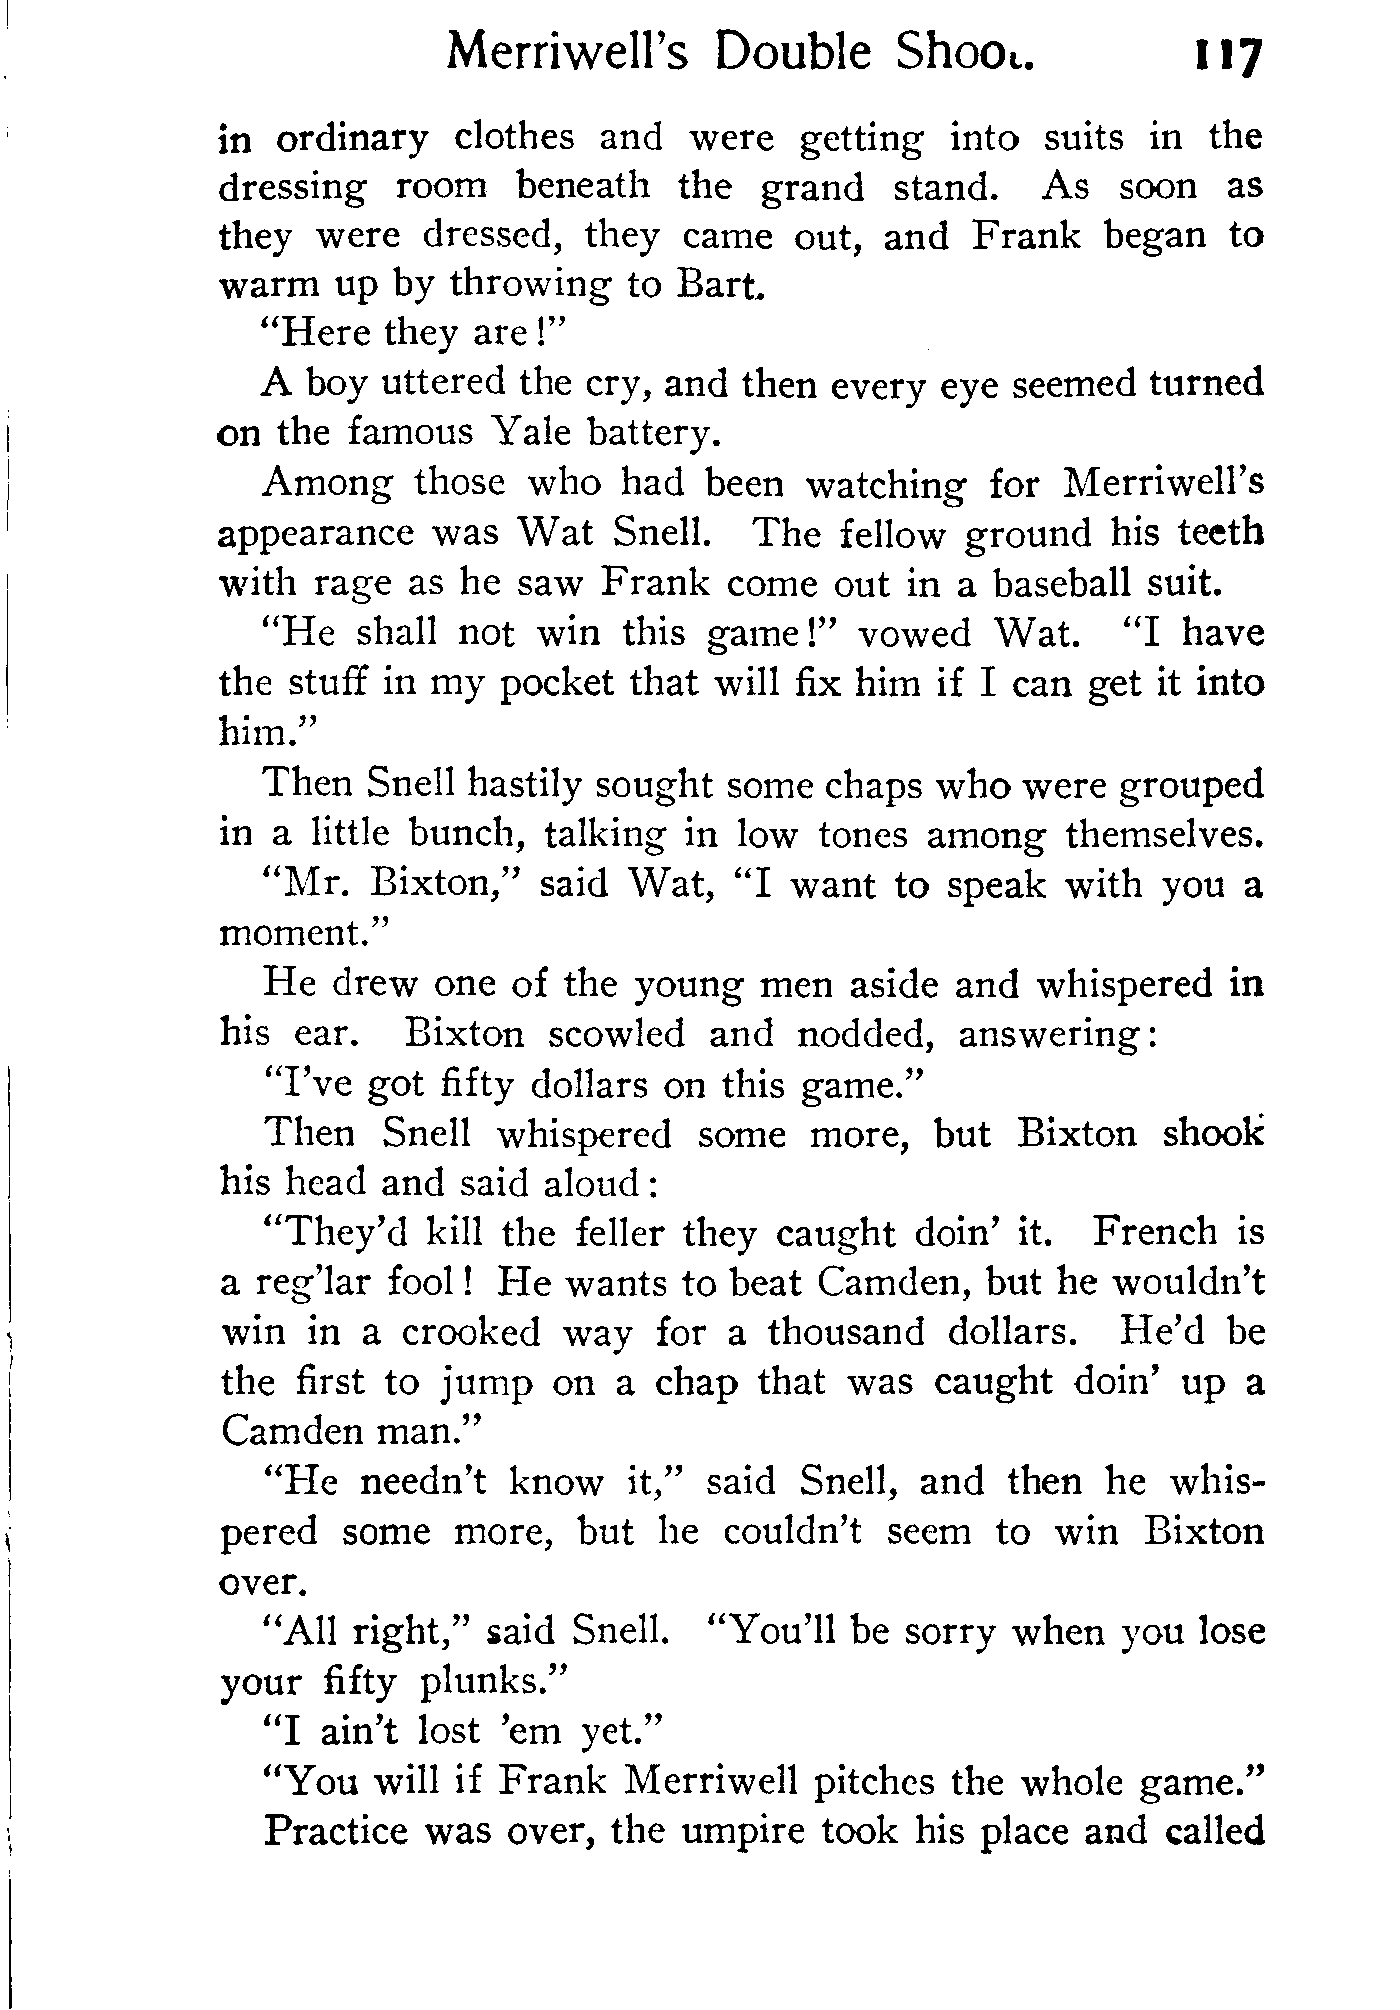 Merriwell's Double Shoot. 117
in ordinary clothes and were getting into suits in the
dressing room beneath the grand stand. As soon as
they were dressed, they came out, and Frank began to
warm up by throwing to Bart.
"Here they are!"
A boy uttered the cry, and then every eye seemed turned
on the famous Yale battery.
Among those who had been watching for Merriwell's
appearance was Wat Snell. The fellow ground his teeth
with rage as he saw Frank come out in a baseball suit.
"He shall not win this game!" vowed Wat. "I have
the stuff in my pocket that will fix him if I can get it into
him."
Then Snell hastily sought some chaps who were grouped
in a little bunch, talking in low tones among themselves.
"Mr. Bixton," said Wat, "I want to speak with you a
moment."
He drew one of the young men aside and whispered in
his ear. Bixton scowled and nodded, answering:
"I've got fifty dollars on this game."
Then Snell whispered some more, but Bixton shook
his head and said aloud:
"They'd kill the feller they caught doin' it. French is
a reg'lar fool! He wants to beat Camden, but he wouldn't
win in a crooked way for a thousand dollars. He'd be
the first to jump on a chap that was caught doin' up a
Camden man."
"He needn't know it," said Snell, and then he whis-
pered some more, but he couldn't seem to win Bixton
over.
"All right," said Snell. "You'll be sorry when you lose
your fifty plunks."
"I ain't lost 'em yet."
"You will if Frank Merriwell pitches the whole game."
Practice was over, the umpire took his place and called